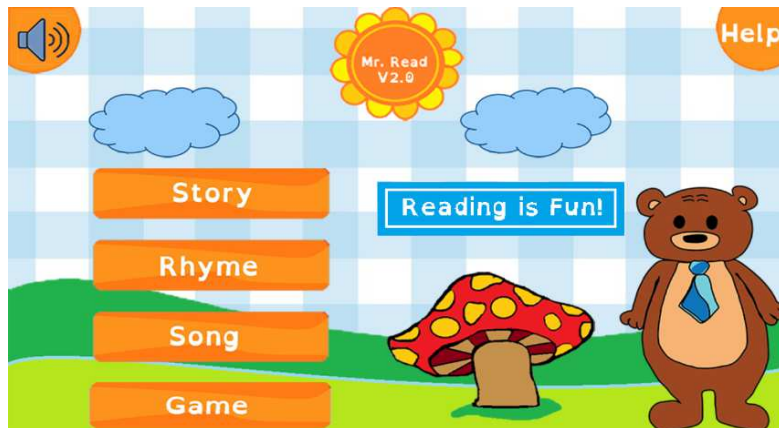 Mr. Read
V2.0
Help
Story
Reading is Fun!
Rhyme
Song
Game